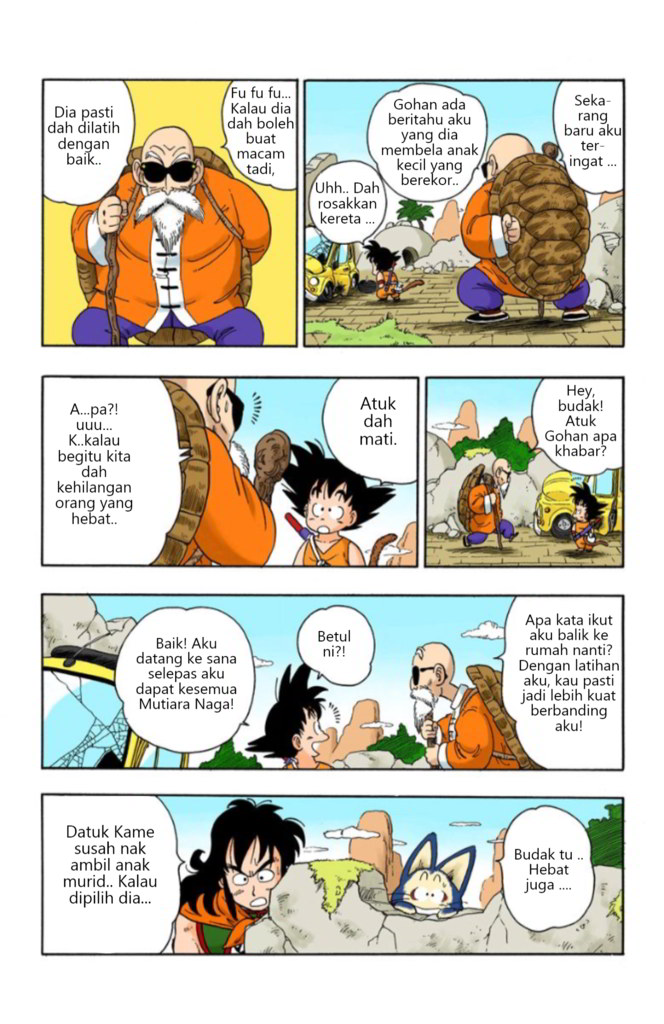 Seka-
rang
baru aku
ter-
ingat ...
Gohan ada
beritahu aku
yang dia
membela anak
kecil yang
berekor..
Uhh.. Dah
rosakkan
kereta ...
Fu fu fu...
Kalau dia
dah boleh
buat
macam
tadi,
Dia pasti
dah dilatih
dengan
baik..
Hey,
budak!
Atuk
Gohan apa
khabar?
Atuk
dah
mati.
A...pa?!
uuu...
K..kalau
begitu kita
dah
kehilangan
orang yang
hebat..
Apa kata ikut
aku balik ke
rumah nanti?
Dengan latihan
aku, kau pasti
jadi lebih kuat
berbanding
aku!
Betul
ni?!
Baik! Aku
datang ke sana
selepas aku
dapat kesemua
Mutiara Naga!
Budak tu ..
Hebat
juga ....
Datuk Kame
susah nak
ambil anak
murid.. Kalau
dipilih dia...